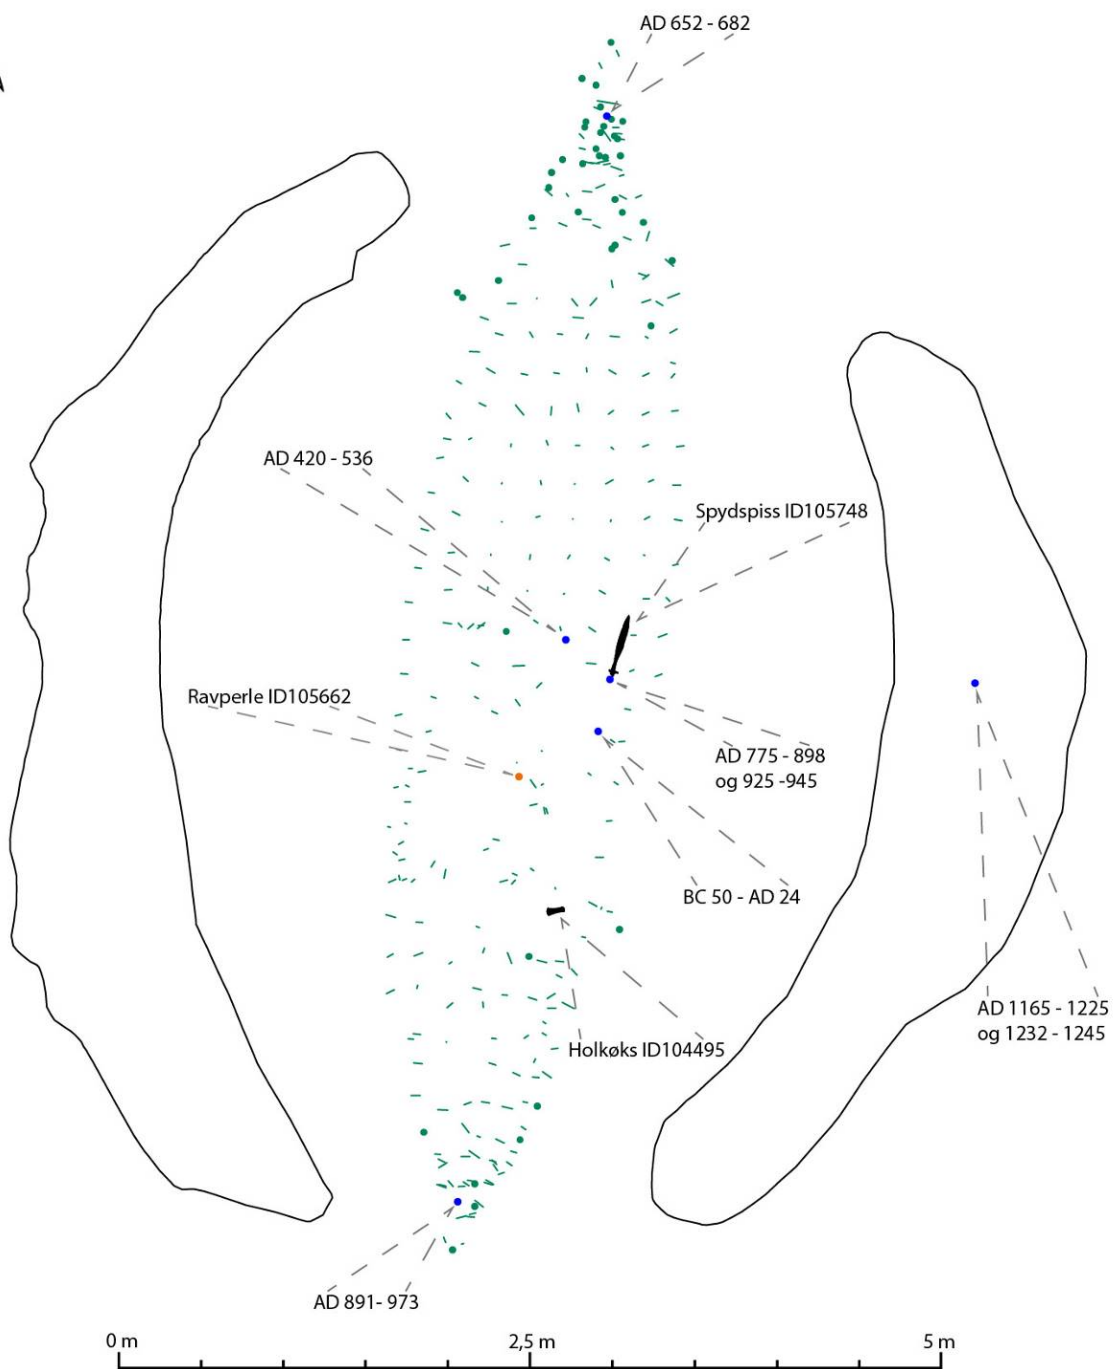 AD 652 - 682
AD 420 - 536
Spydspiss ID105748
Ravperle ID105662
AD 775 - 898
og 925 -945
BC 50 - AD 24
AD 1165 - 1225
og 1232 - 1245
Holkøks ID104495
AD 891- 973
0 m
2,5 m
5 m